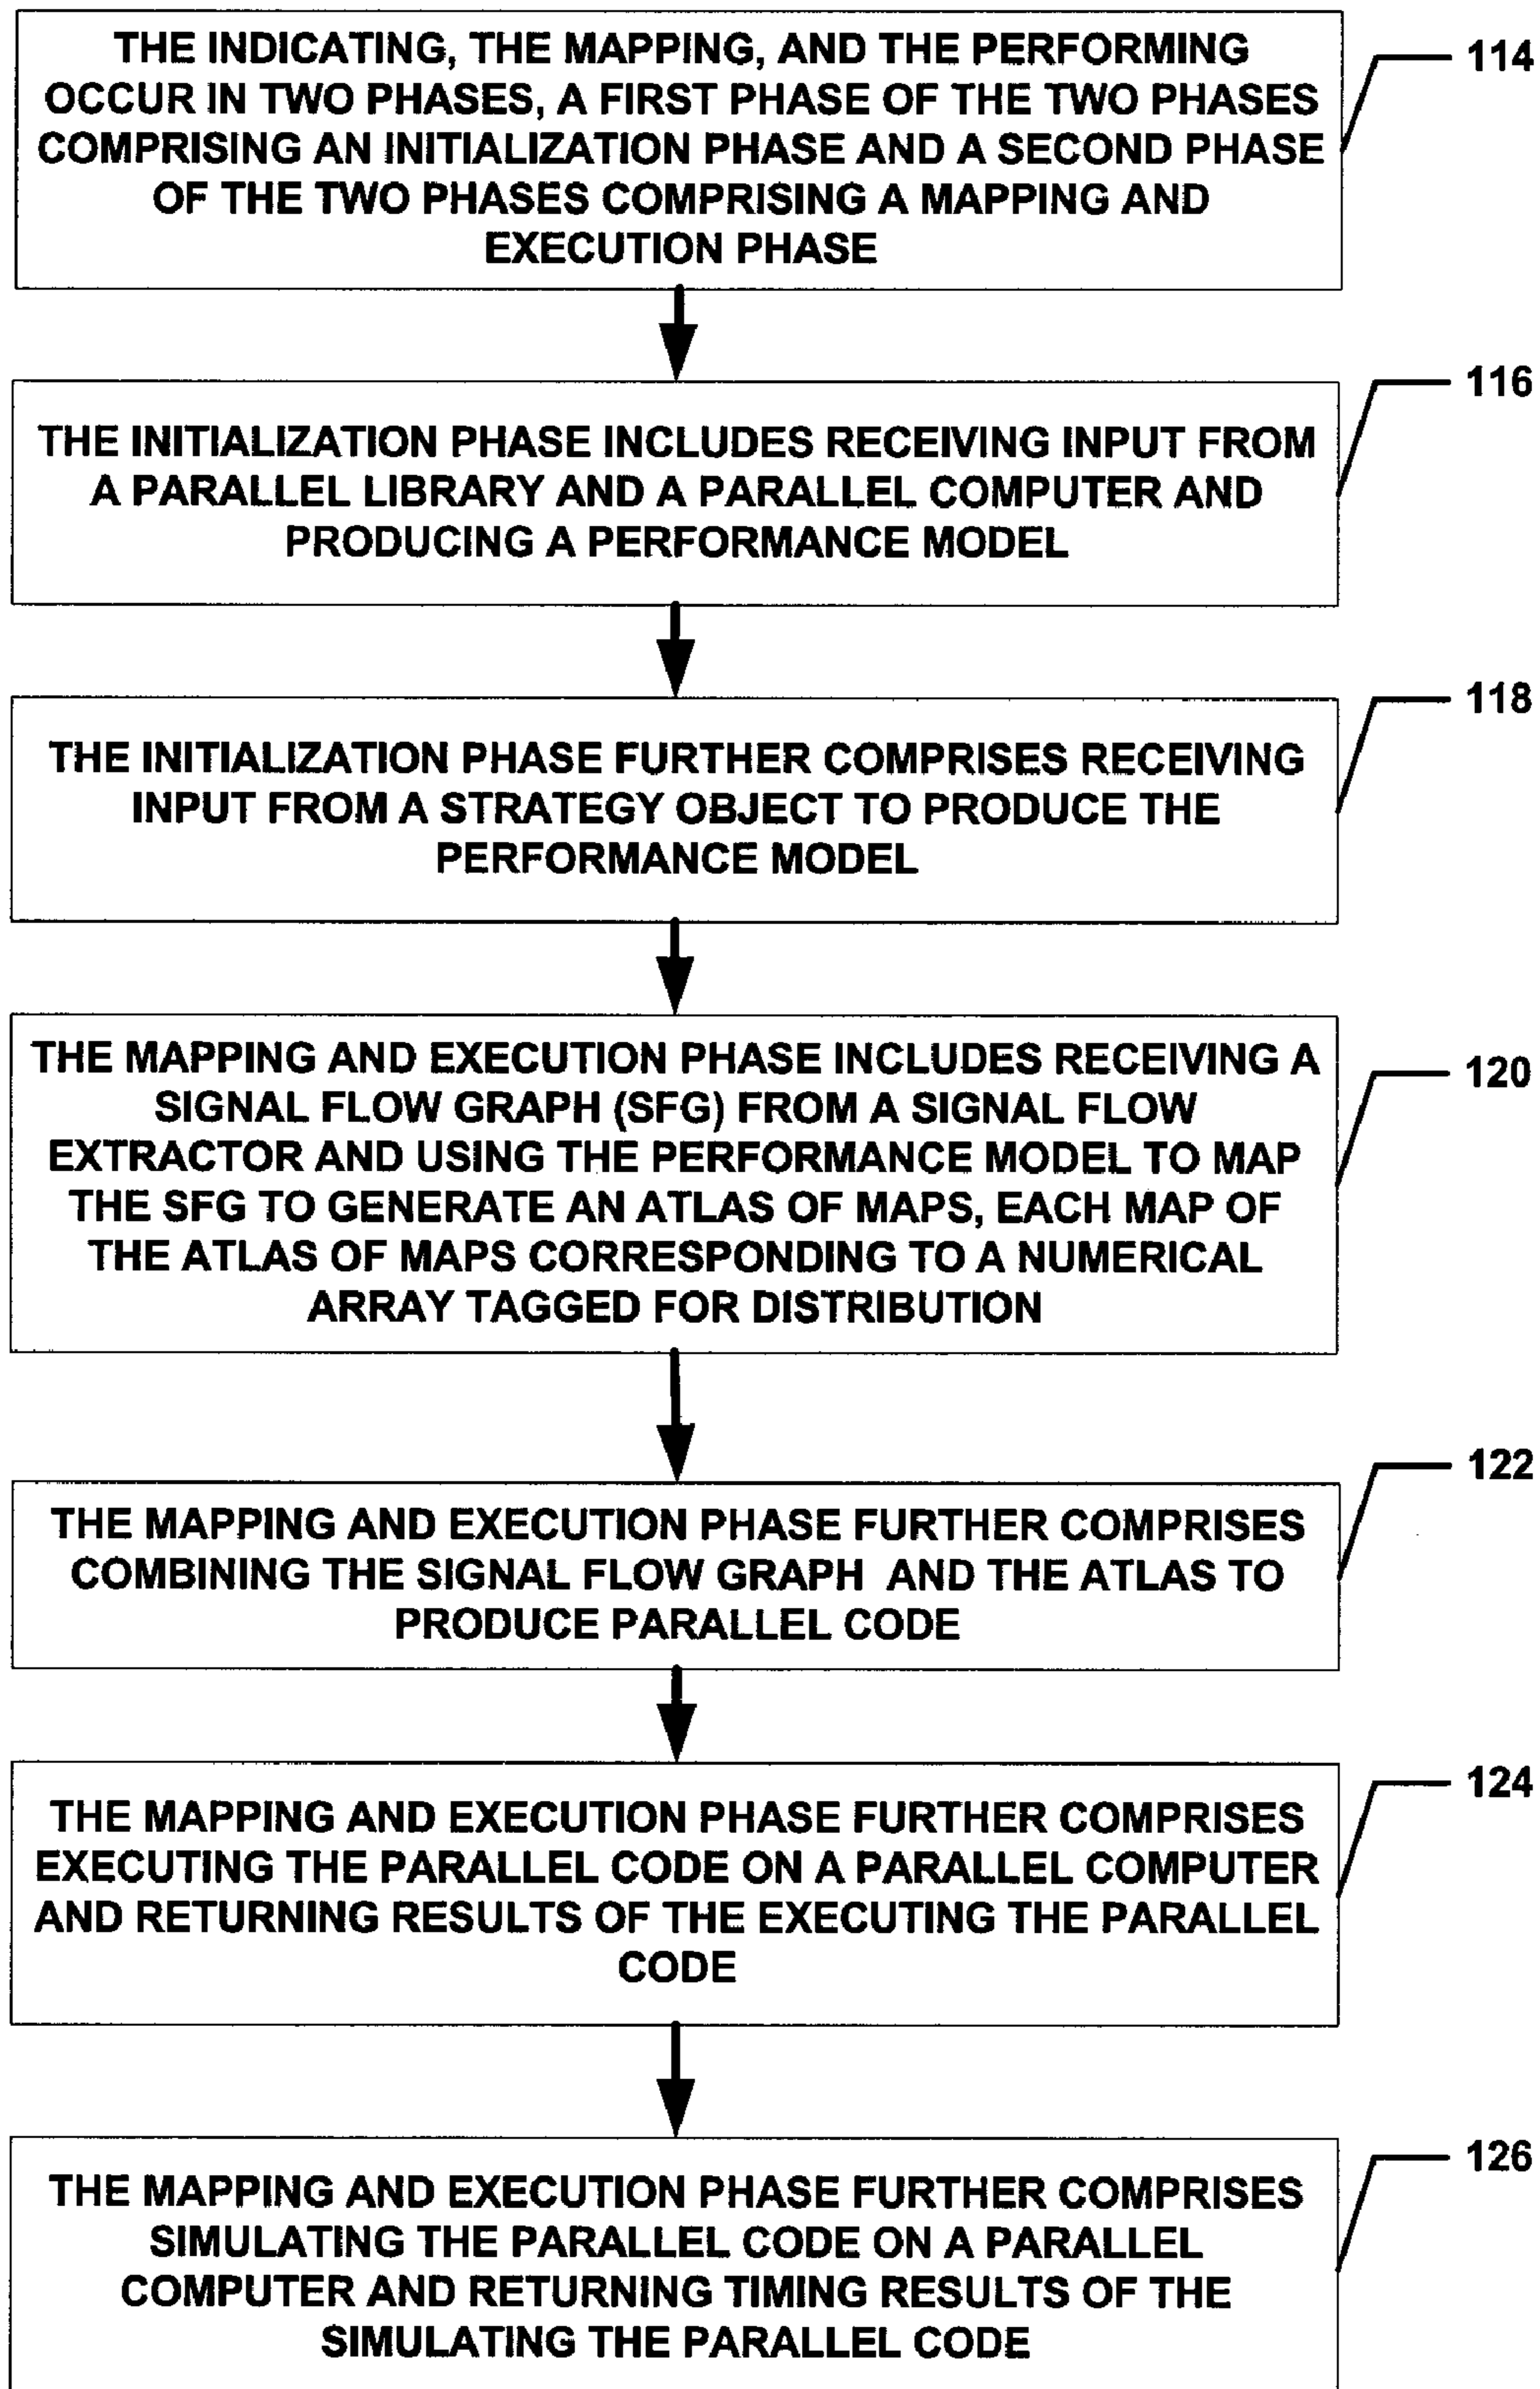 THE INDICATING, THE MAPPING, AND THE PERFORMING
OCCUR IN TWO PHASES, A FIRST PHASE OF THE TWO PHASES
COMPRISING AN INITIALIZATION PHASE AND A SECOND PHASE
OF THE TWO PHASES COMPRISING A MAPPING AND
EXECUTION PHASE
114
THE INITIALIZATION PHASE INCLUDES RECEIVING INPUT FROM
A PARALLEL LIBRARY AND A PARALLEL COMPUTER AND
PRODUCING A PERFORMANCE MODEL
116
THE INITIALIZATION PHASE FURTHER COMPRISES RECEIVING
INPUT FROM A STRATEGY OBJECT TO PRODUCE THE
PERFORMANCE MODEL
118
THE MAPPING AND EXECUTION PHASE INCLUDES RECEIVING A
SIGNAL FLOW GRAPH (SFG) FROM A SIGNAL FLOW
EXTRACTOR AND USING THE PERFORMANCE MODEL TO MAP
THE SFG TO GENERATE AN ATLAS OF MAPS, EACH MAP OF
THE ATLAS OF MAPS CORRESPONDING TO A NUMERICAL
ARRAY TAGGED FOR DISTRIBUTION
120
THE MAPPING AND EXECUTION PHASE FURTHER COMPRISES
COMBINING THE SIGNAL FLOW GRAPH AND THE ATLAS TO
PRODUCE PARALLEL CODE
122
THE MAPPING AND EXECUTION PHASE FURTHER COMPRISES
EXECUTING THE PARALLEL CODE ON A PARALLEL COMPUTER
AND RETURNING RESULTS OF THE EXECUTING THE PARALLEL
CODE
124
THE MAPPING AND EXECUTION PHASE FURTHER COMPRISES
SIMULATING THE PARALLEL CODE ON A PARALLEL
COMPUTER AND RETURNING TIMING RESULTS OF THE
SIMULATING THE PARALLEL CODE
126